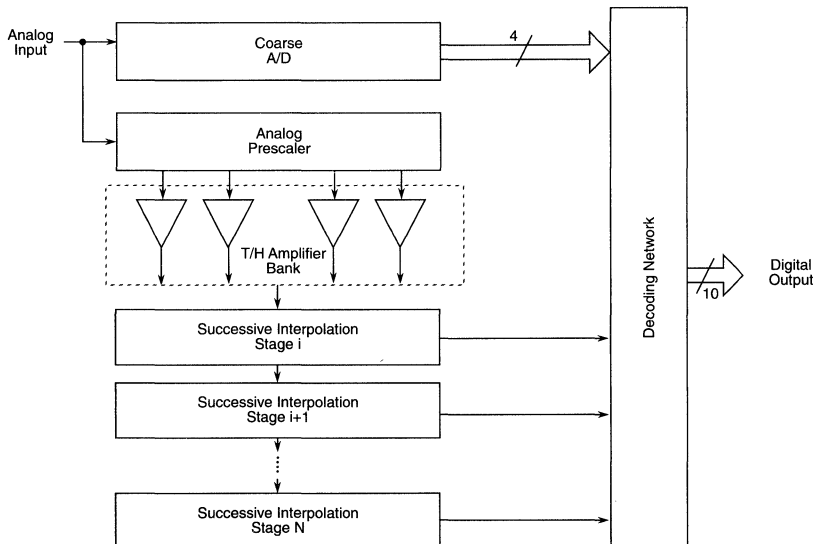 Analog
Input
Coarse
A/D
4
Analog
Prescaler
T/H Amplifier
Bank
Successive Interpolation
Stage i
Successive Interpolation
Stage i+1
Successive Interpolation
Stage N
Decoding Network
10
Digital
Output